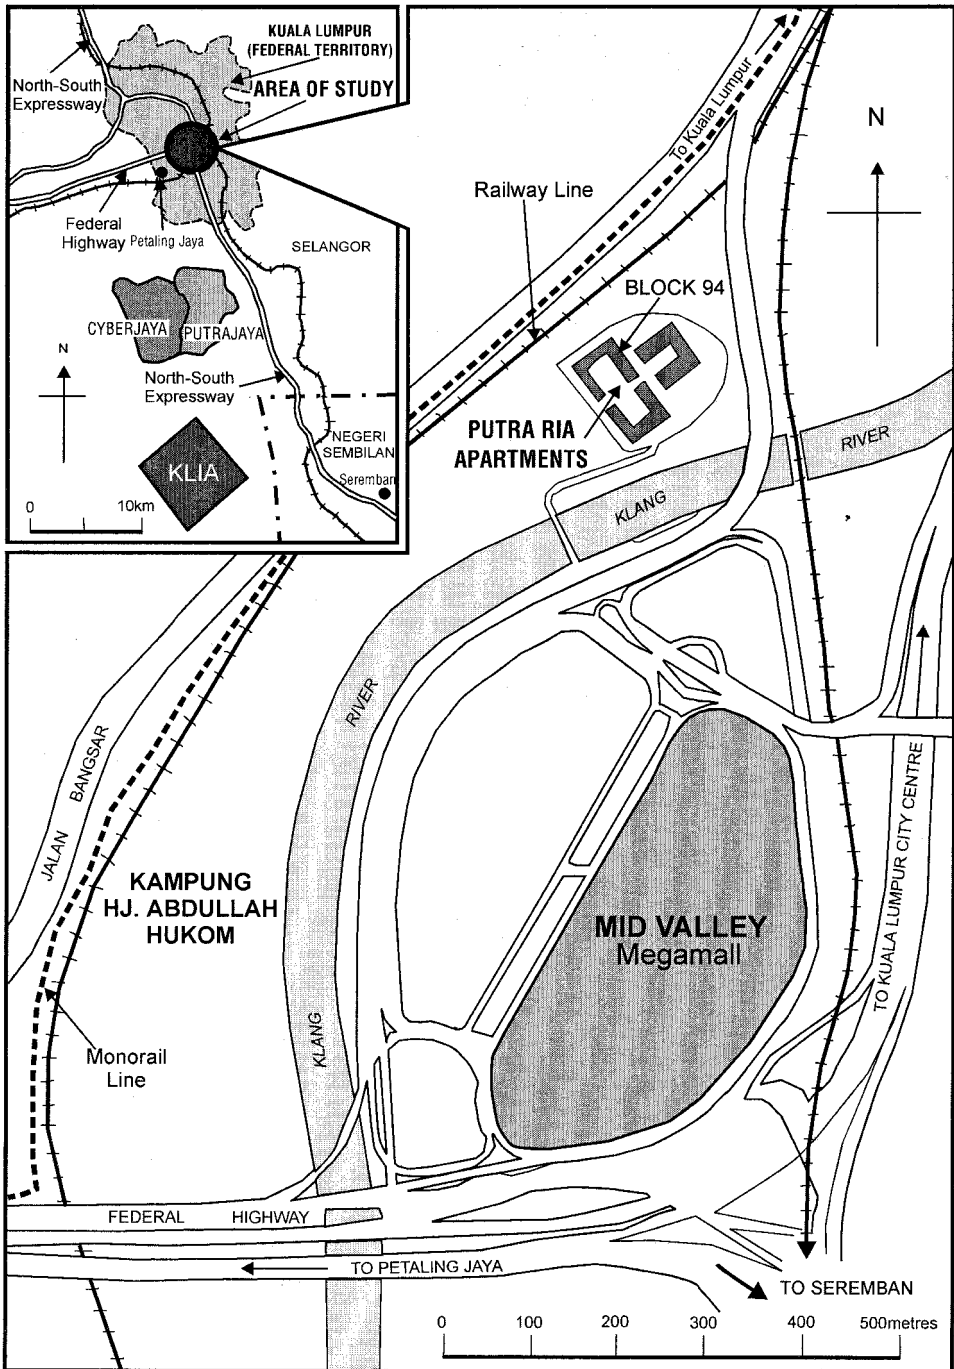 KUALA LUMPUR
(FEDERAL TERRITORY)
North-South
Expressway
AREA OF STUDY
Federal
Highway
Petaling Jaya
SELANGOR
CYBERJAYA
PUTRAJAYA
N
North-South
Expressway
KLIA
NEGERI
SEMBILAN
Seremban
0
10km
To Kuala Lumpur
N
Railway Line
BLOCK 94
PUTRA RIA
APARTMENTS
RIVER
KLANG
RIVER
JALAN
BANGSAR
KAMPUNG
HJ. ABDULLAH
HUKOM
MID VALLEY
Megamall
TO KUALA LUMPUR CITY CENTRE
KLANG
Monorail
Line
FEDERAL HIGHWAY
TO PETALING JAYA
TO SEREMBAN
0 100 200 300 400 500metres